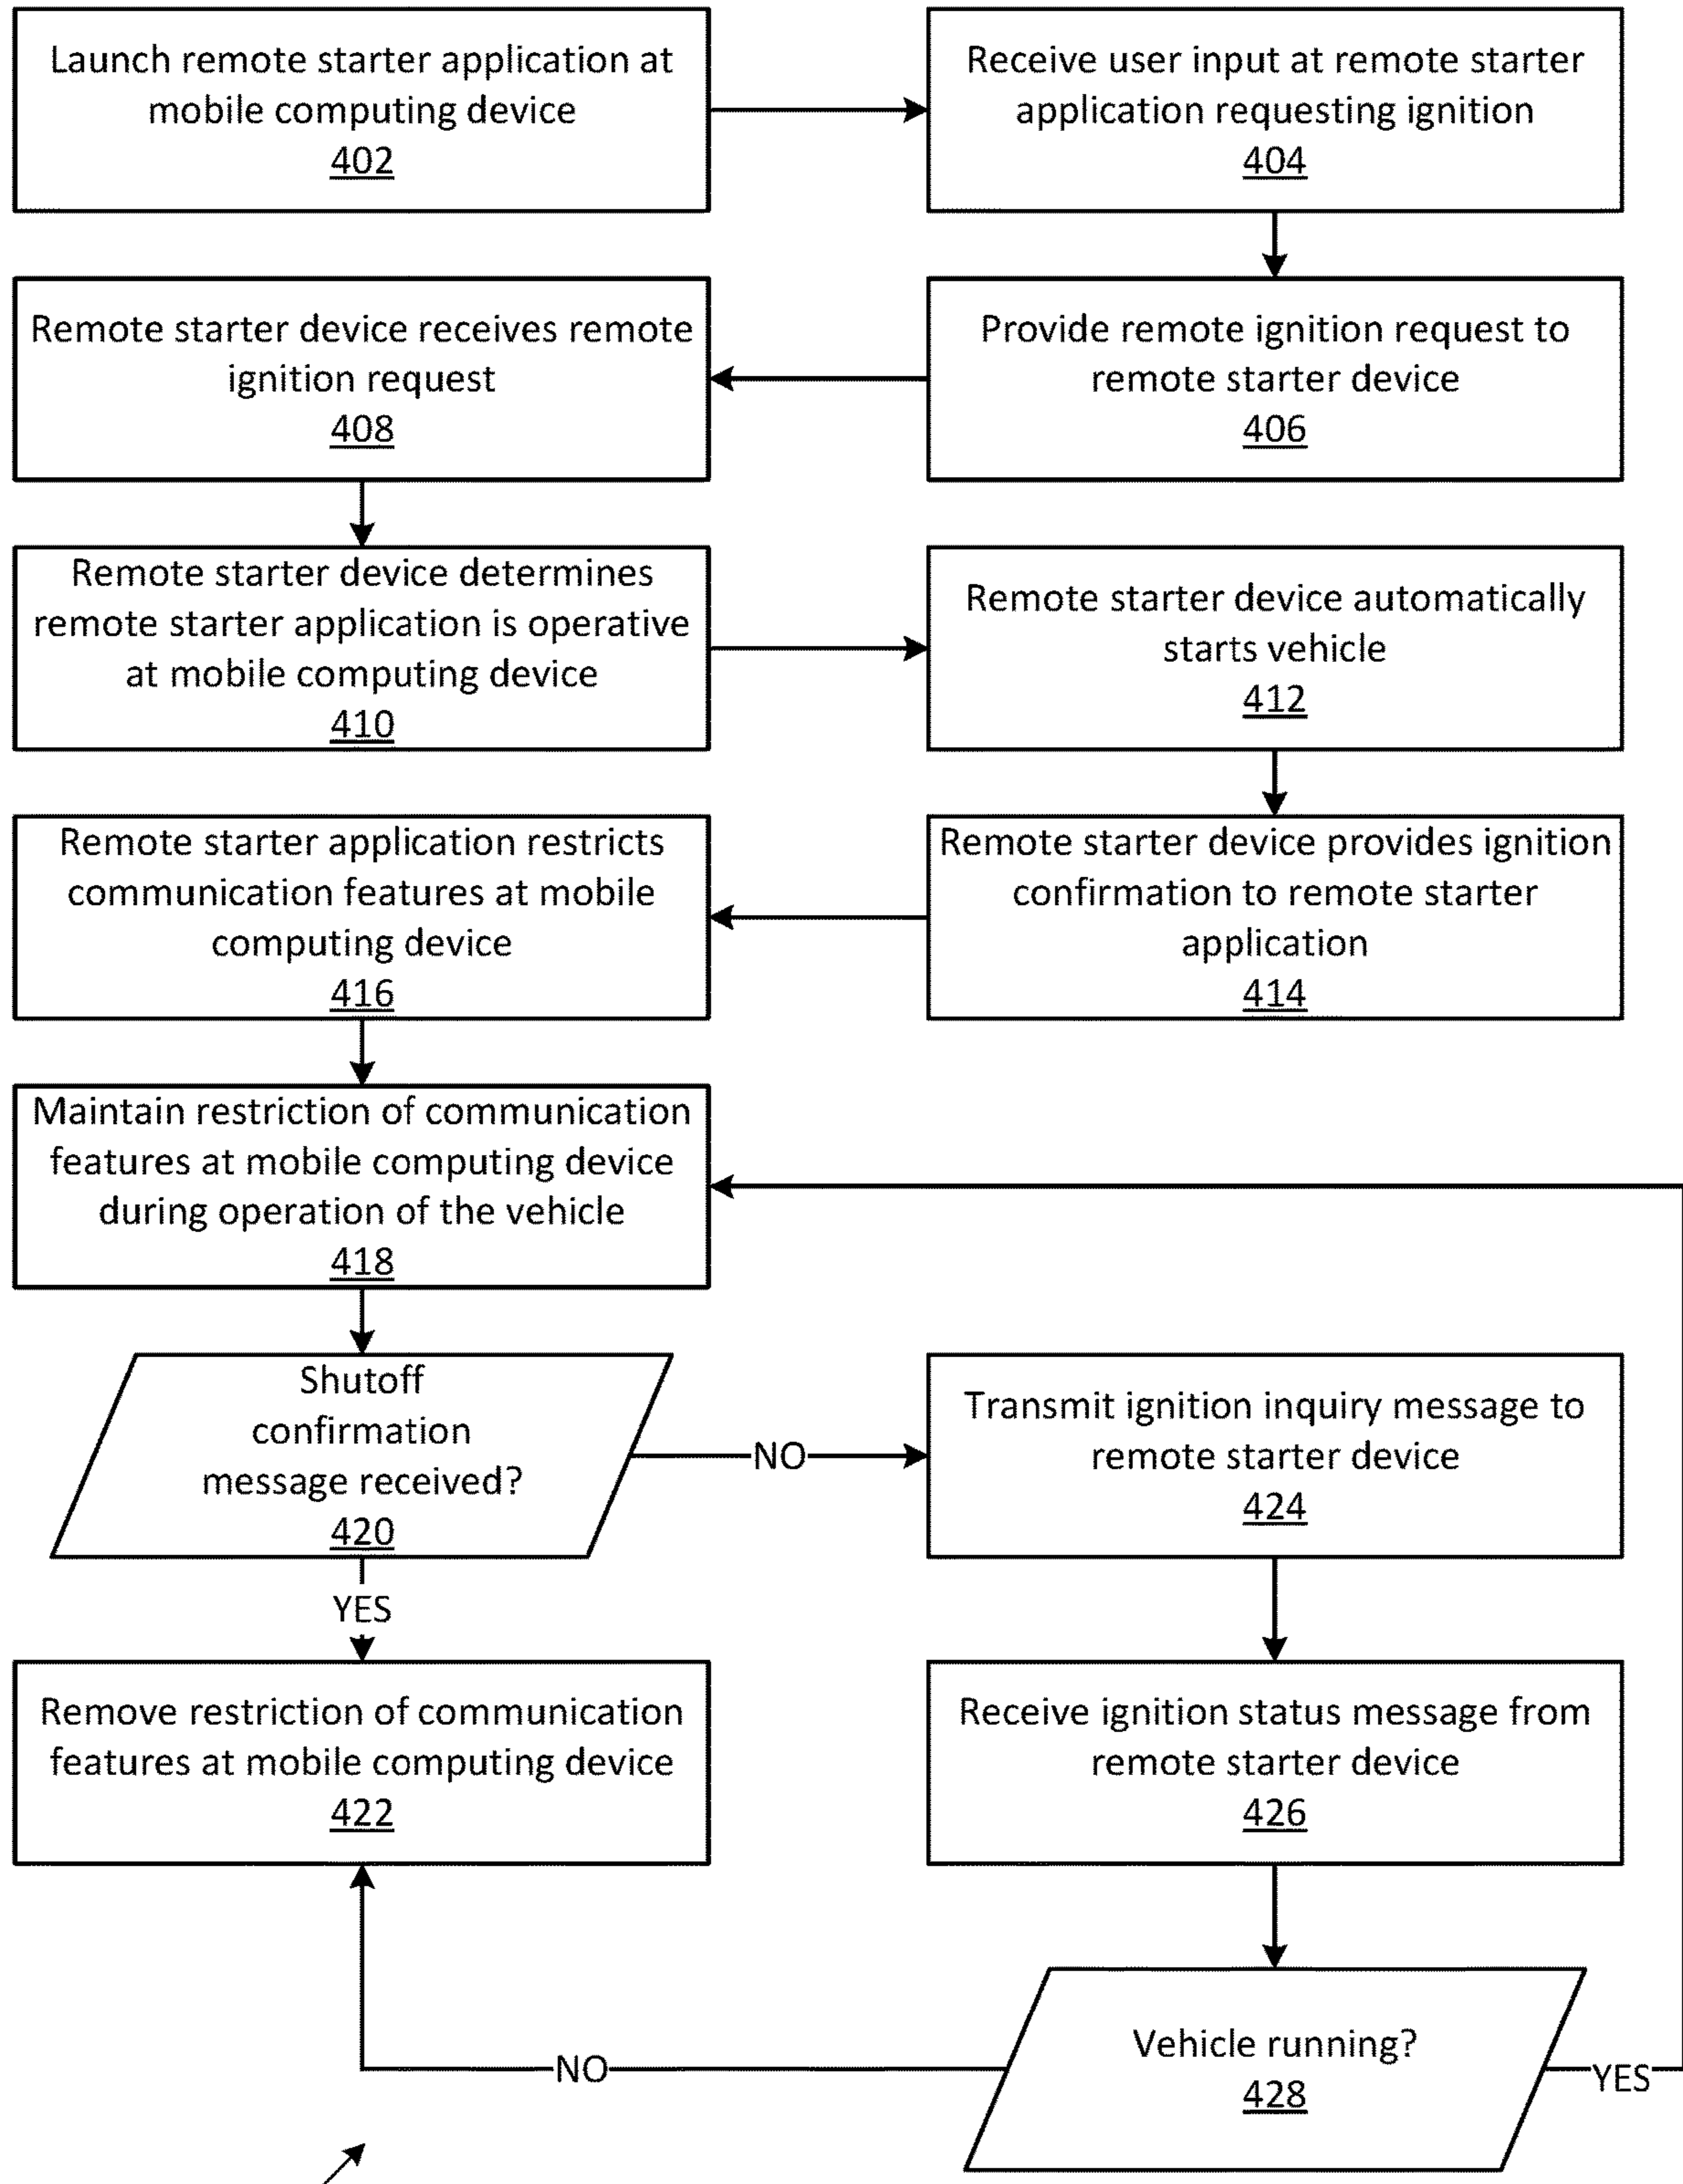 Launch remote starter application at
mobile computing device
402
Receive user input at remote starter
application requesting ignition
404
Provide remote ignition request to
remote starter device
406
Remote starter device receives remote
ignition request
408
Remote starter device determines
remote starter application is operative
at mobile computing device
410
Remote starter device automatically
starts vehicle
412
Remote starter device provides ignition
confirmation to remote starter
application
414
Remote starter application restricts
communication features at mobile
computing device
416
Maintain restriction of communication
features at mobile computing device
during operation of the vehicle
418
Shutoff
confirmation
message received?
420
NO
YES
Remove restriction of communication
features at mobile computing device
422
Transmit ignition inquiry message to
remote starter device
424
Receive ignition status message from
remote starter device
426
Vehicle running?
428
NO
YES